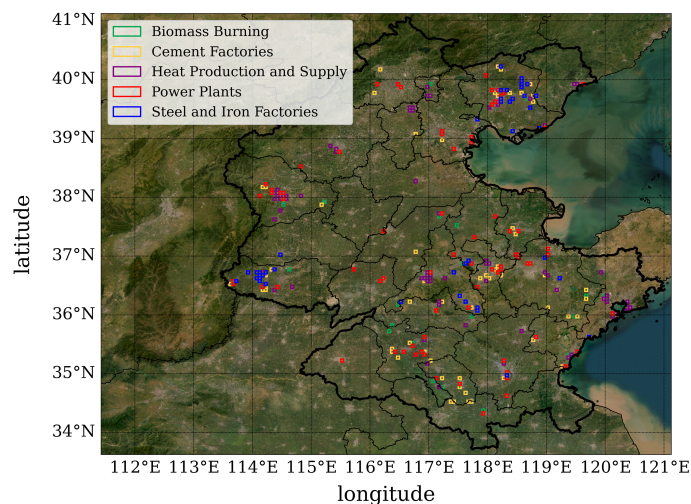 41°N
40°N
39°N
38°N
37°N
36°N
35°N
34°N
latitude
Biomass Burning
Cement Factories
Heat Production and Supply
Power Plants
Steel and Iron Factories
112°E 113°E 114°E 115°E 116°E 117°E 118°E 119°E 120°E 121°E
longitude